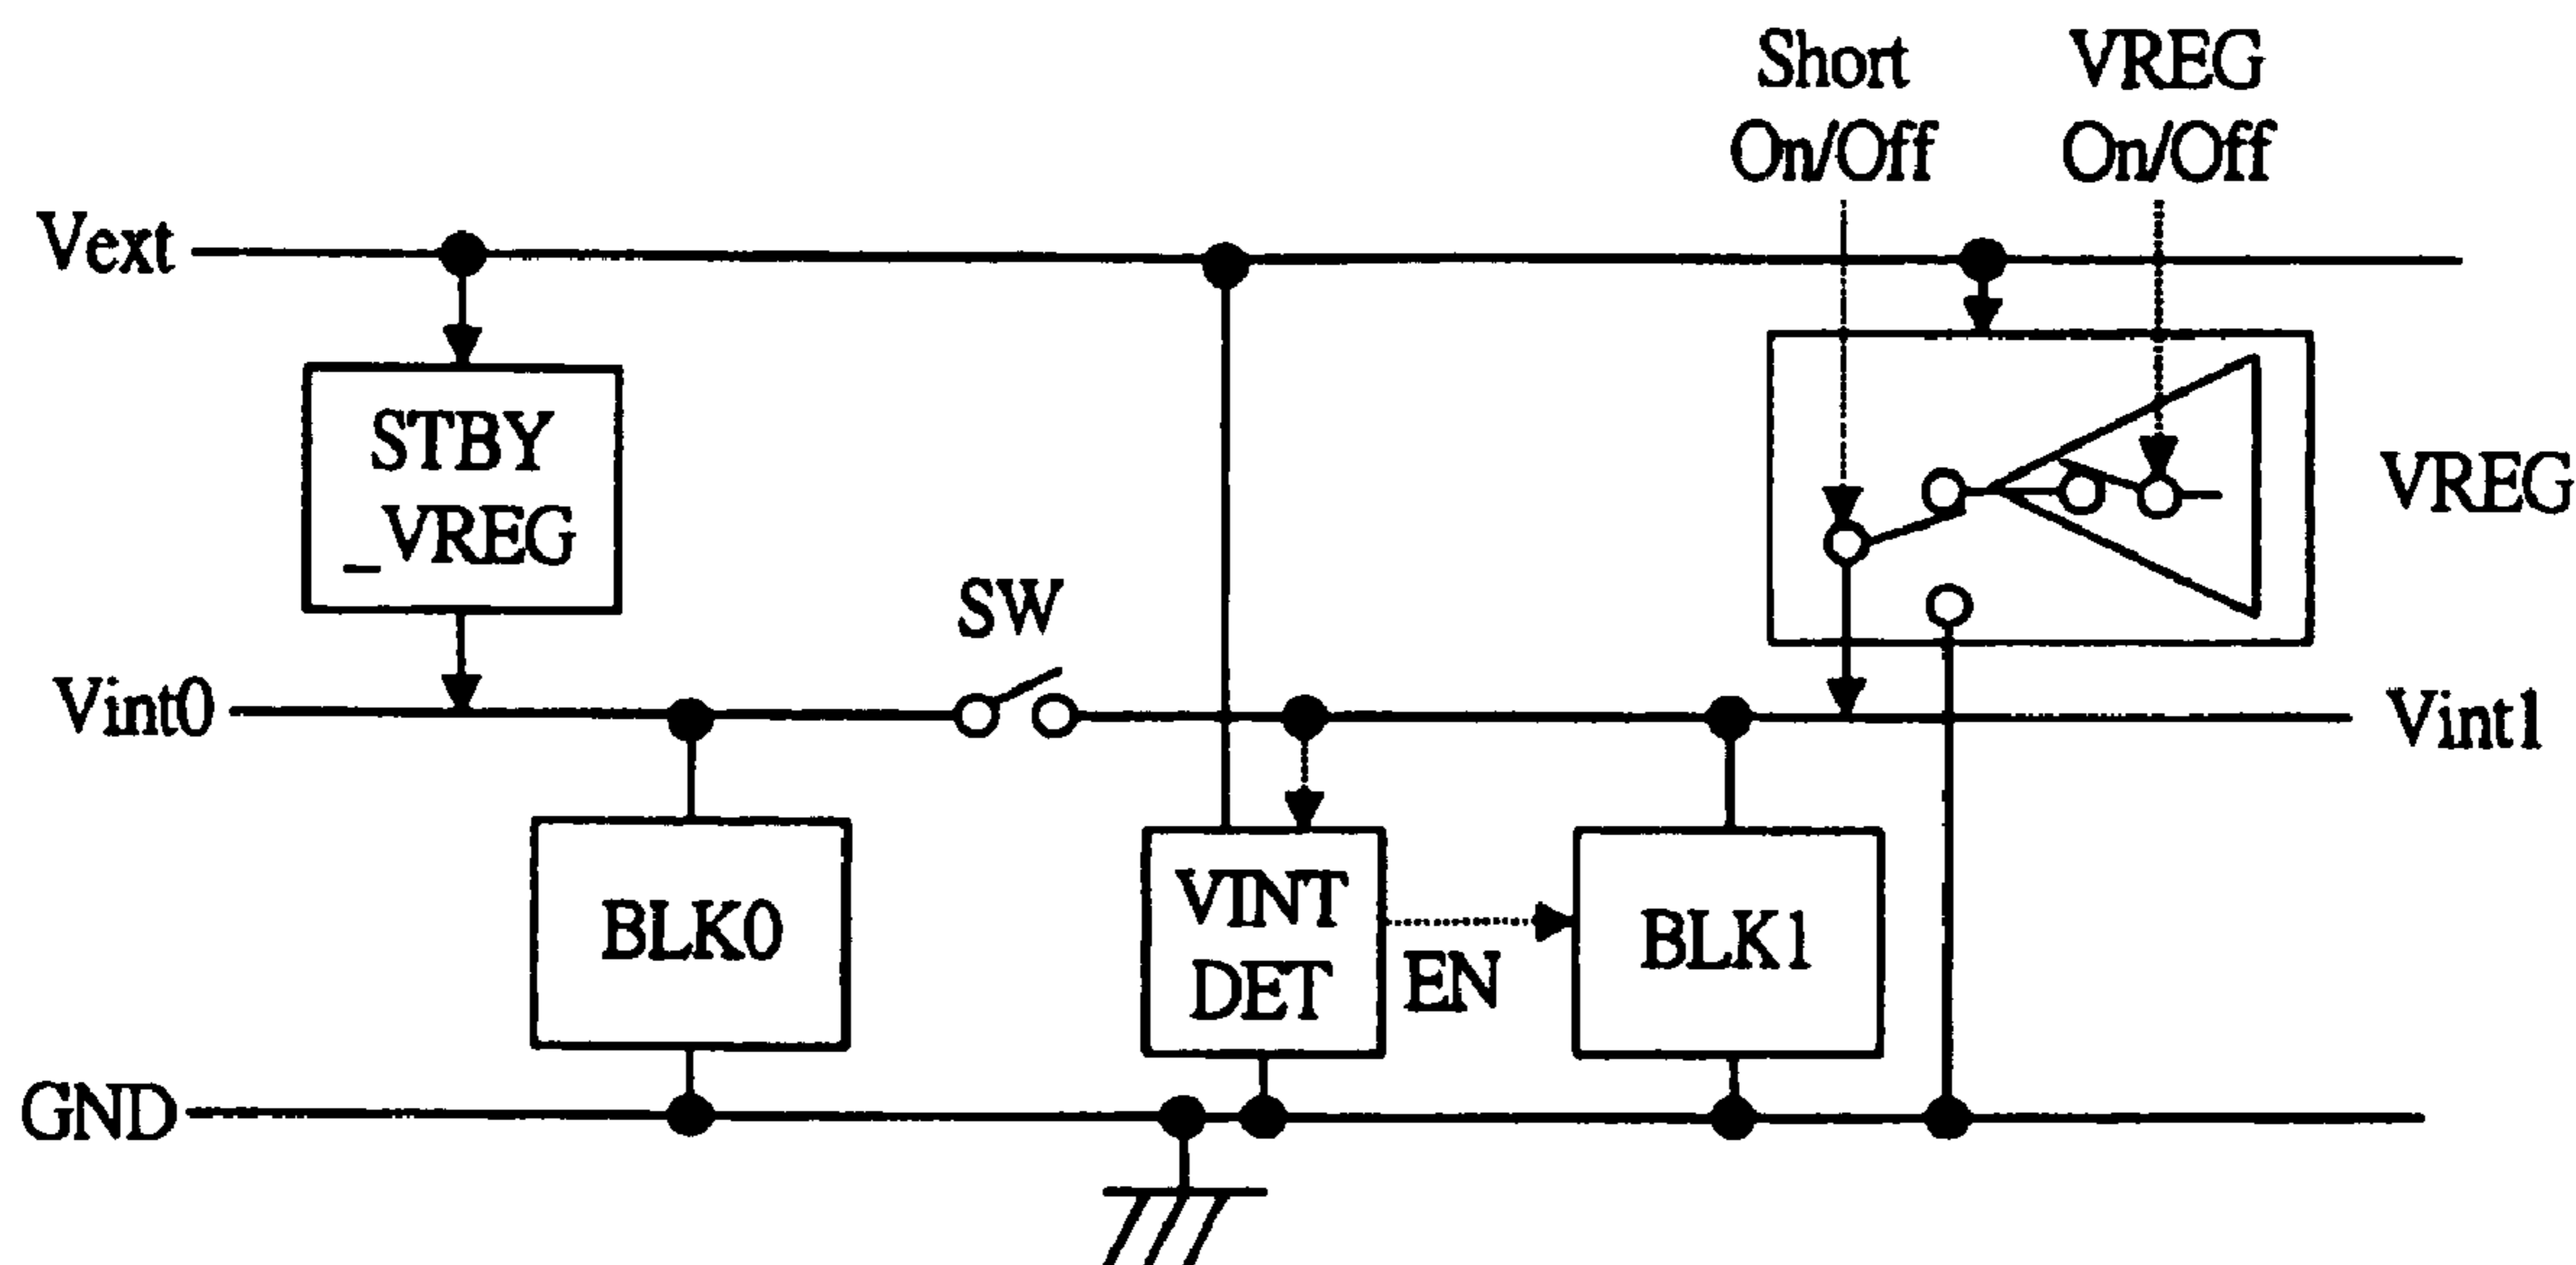 Short
On/Off
VREG
On/Off
Vext
STBY
_VREG
VREG
SW
Vint0
Vint1
BLK0
VINT
DET
EN
BLK1
GND